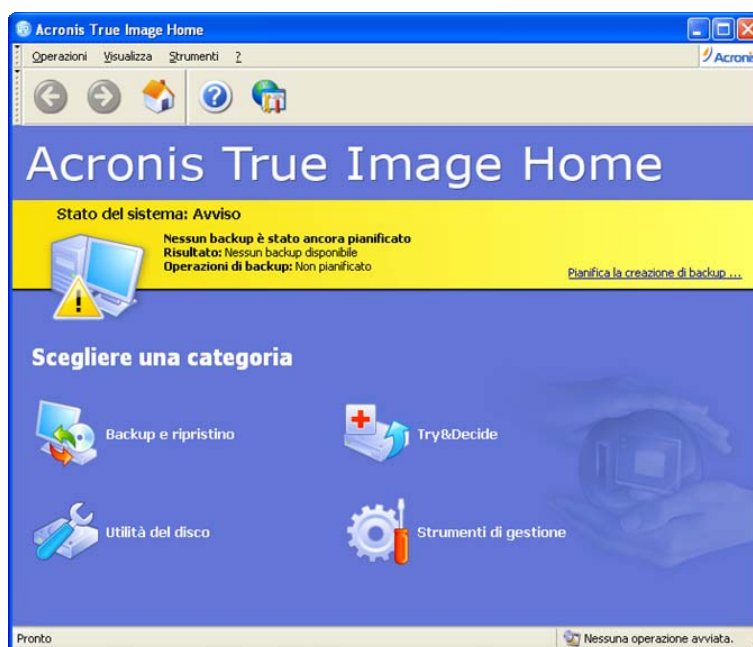 Acronis True Image Home
Operazioni Visualizza Strumenti ?
Acronis
Acronis True Image Home
Stato del sistema: Avviso
Nessun backup è stato ancora pianificato
Risultato: Nessun backup disponibile
Operazioni di backup: Non pianificato
Pianifica la creazione di backup ...
Scegliere una categoria
Backup e ripristino
Try&Decide
Utilità del disco
Strumenti di gestione
Pronto
Nessuna operazione avviata.